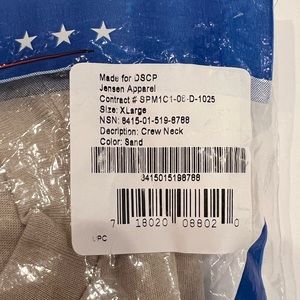 Made for DSCP
Jensen Apparel
Contract # SPM1C1-08-D-1025
Size: XLarge
NSN: 8415-01-519-8788
Decription: Crew Neck
Color: Sand
8415015198788
7 18020 08802 0
UPC